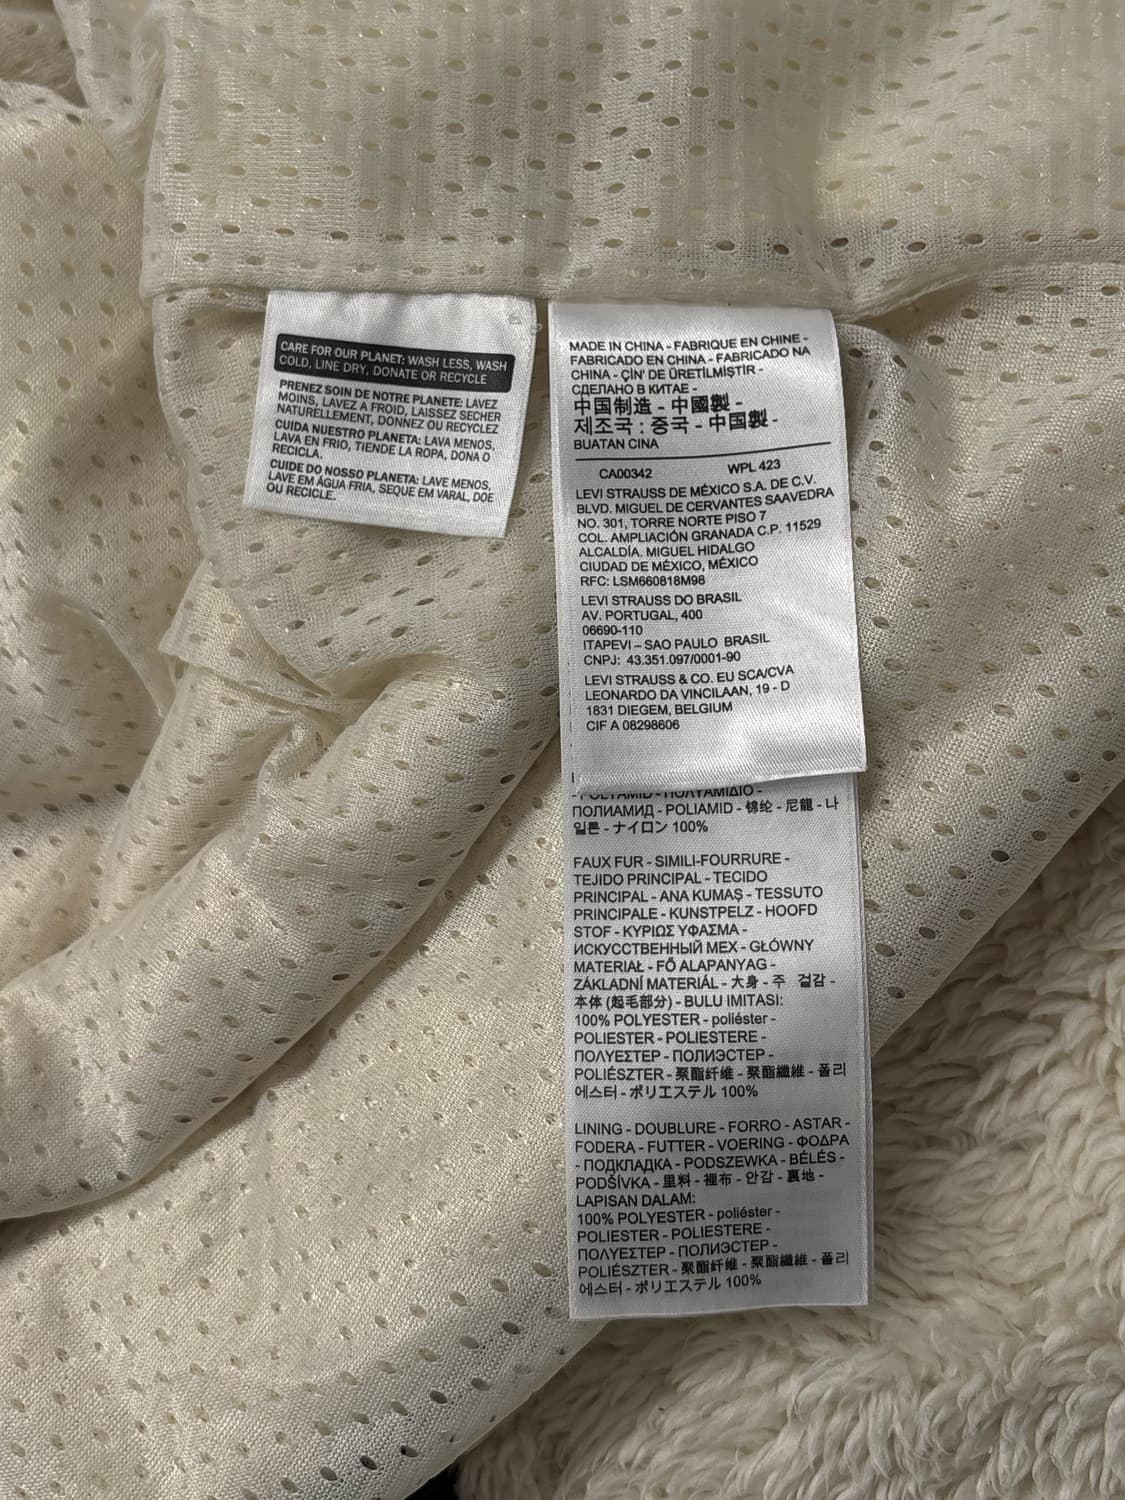 CARE FOR OUR PLANET: WASH LESS, WASH
COLD, LINE DRY, DONATE OR RECYCLE
PRENEZ SOIN DE NOTRE PLANETE: LAVEZ
MOINS, LAVEZ A FROID, LAISSEZ SECHER
NATURELLEMENT, DONNEZ OU RECYCLEZ
CUIDA NUESTRO PLANETA: LAVA MENOS,
LAVA EN FRIO, TIENDE LA ROPA, DONA O
RECICLA.
CUIDE DO NOSSO PLANETA: LAVE MENOS,
LAVE EM ÁGUA FRIA, SEQUE EM VARAL, DOE
OU RECICLE.
MADE IN CHINA - FABRIQUE EN CHINE -
FABRICADO EN CHINA - FABRICADO NA
CHINA - ÇİN' DE ÜRETİLMİŞTİR -
СДЕЛАНО В КИТАЕ -
中国制造 - 中國製 -
제조국 : 중국 - 中国製 -
BUATAN CINA
CA00342 WPL 423
LEVI STRAUSS DE MÉXICO S.A. DE C.V.
BLVD. MIGUEL DE CERVANTES SAAVEDRA
NO. 301, TORRE NORTE PISO 7
COL. AMPLIACIÓN GRANADA C.P. 11529
ALCALDÍA. MIGUEL HIDALGO
CIUDAD DE MÉXICO, MÉXICO
RFC: LSM660818M98
LEVI STRAUSS DO BRASIL
AV. PORTUGAL, 400
06690-110
ITAPEVI – SAO PAULO BRASIL
CNPJ: 43.351.097/0001-90
LEVI STRAUSS & CO. EU SCA/CVA
LEONARDO DA VINCILAAN, 19 - D
1831 DIEGEM, BELGIUM
CIF A 08298606
- POLYAMID - ΠΟΛΥΑΜΙΔΙΟ -
ПОЛИАМИД - POLIAMID - 锦纶 - 尼龍 - 나
일론 - ナイロン 100%
FAUX FUR - SIMILI-FOURRURE -
TEJIDO PRINCIPAL - TECIDO
PRINCIPAL - ANA KUMAŞ - TESSUTO
PRINCIPALE - KUNSTPELZ - HOOFD
STOF - ΚΥΡΙΩΣ ΥΦΑΣΜΑ -
ИСКУССТВЕННЫЙ МЕХ - GŁÓWNY
MATERIAŁ - FŐ ALAPANYAG -
ZÁKLADNÍ MATERIÁL - 大身 - 주 겉감 -
本体 (起毛部分) - BULU IMITASI:
100% POLYESTER - poliéster -
POLIESTER - POLIESTERE -
ΠΟΛΥΕΣΤΕΡ - ПОЛИЭСТЕР -
POLIÉSZTER - 聚酯纤维 - 聚酯纖維 - 폴리
에스터 - ポリエステル 100%
LINING - DOUBLURE - FORRO - ASTAR -
FODERA - FUTTER - VOERING - ΦΟΔΡΑ
- ПОДКЛАДКА - PODSZEWKA - BÉLÉS -
PODŠÍVKA - 里料 - 裡布 - 안감 - 裏地 -
LAPISAN DALAM:
100% POLYESTER - poliéster -
POLIESTER - POLIESTERE -
ΠΟΛΥΕΣΤΕΡ - ПОЛИЭСТЕР -
POLIÉSZTER - 聚酯纤维 - 聚酯纖維 - 폴리
에스터 - ポリエステル 100%